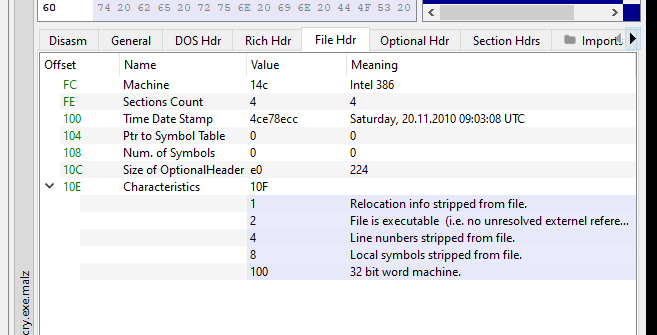 60 74 20 62 65 20 72 75 6E 20 69 6E 20 44 4F 53 20
Disasm General DOS Hdr Rich Hdr File Hdr Optional Hdr Section Hdrs Imports
Offset Name Value Meaning
FC Machine 14c Intel 386
FE Sections Count 4 4
100 Time Date Stamp 4ce78ecc Saturday, 20.11.2010 09:03:08 UTC
104 Ptr to Symbol Table 0 0
108 Num. of Symbols 0 0
10C Size of OptionalHeader e0 224
10E Characteristics 10F
1 Relocation info stripped from file.
2 File is executable (i.e. no unresolved externel refere...
4 Line nunbers stripped from file.
8 Local symbols stripped from file.
100 32 bit word machine.
cry.exe.malz